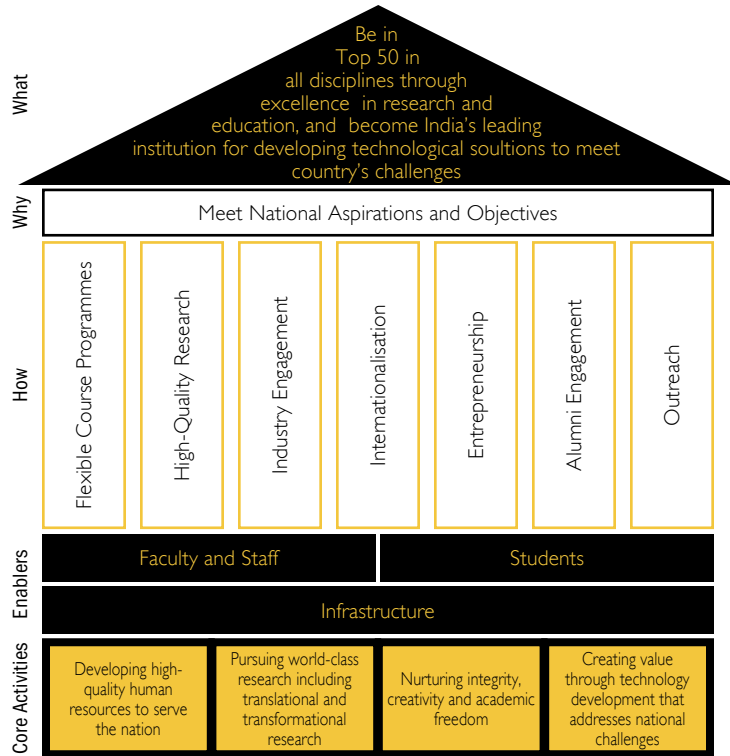 What
Be in
Top 50 in
all disciplines through
excellence in research and
education, and become India's leading
institution for developing technological soultions to meet
country's challenges
Why
Meet National Aspirations and Objectives
How
Flexible Course Programmes
High-Quality Research
Industry Engagement
Internationalisation
Entrepreneurship
Alumni Engagement
Outreach
Enablers
Faculty and Staff
Students
Infrastructure
Core Activities
Developing high-
quality human
resources to serve
the nation
Pursuing world-class
research including
translational and
transformational
research
Nurturing integrity,
creativity and academic
freedom
Creating value
through technology
development that
addresses national
challenges